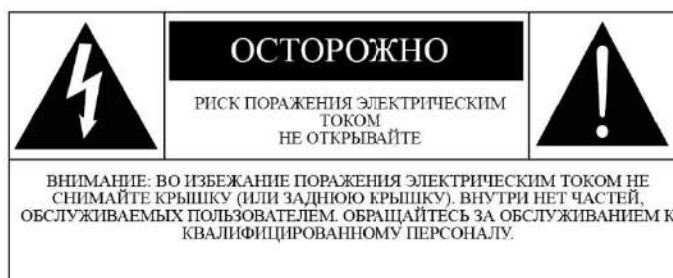 ОСТОРОЖНО
РИСК ПОРАЖЕНИЯ ЭЛЕКТРИЧЕСКИМ
ТОКОМ
НЕ ОТКРЫВАЙТЕ
ВНИМАНИЕ: ВО ИЗБЕЖАНИЕ ПОРАЖЕНИЯ ЭЛЕКТРИЧЕСКИМ ТОКОМ НЕ
СНИМАЙТЕ КРЫШКУ (ИЛИ ЗАДНЮЮ КРЫШКУ). ВНУТРИ НЕТ ЧАСТЕЙ,
ОБСЛУЖИВАЕМЫХ ПОЛЬЗОВАТЕЛЕМ. ОБРАЩАЙТЕСЬ ЗА ОБСЛУЖИВАНИЕМ К
КВАЛИФИЦИРОВАННОМУ ПЕРСОНАЛУ.